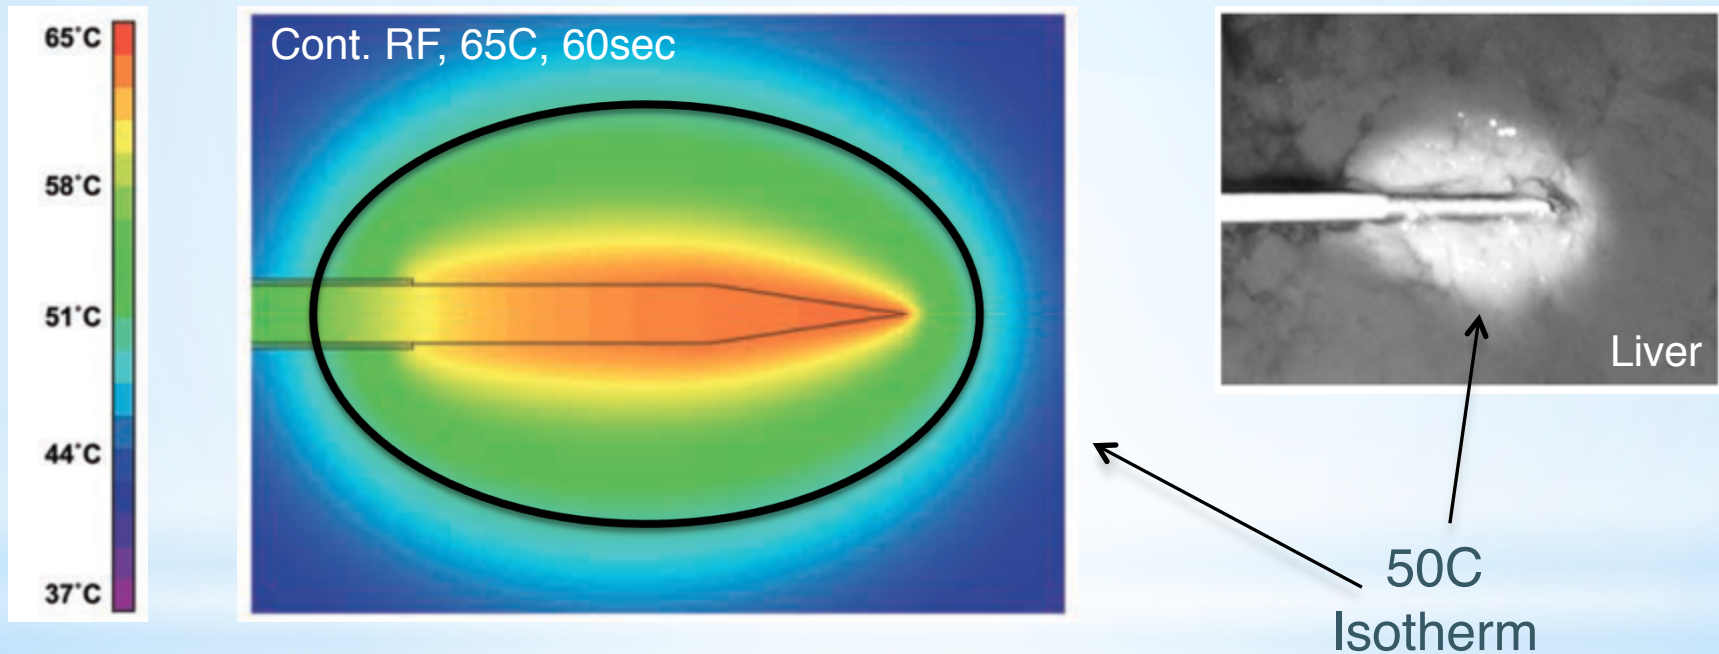 65°C
58°C
51°C
44°C
37°C
Cont. RF, 65C, 60sec
Liver
50C
Isotherm